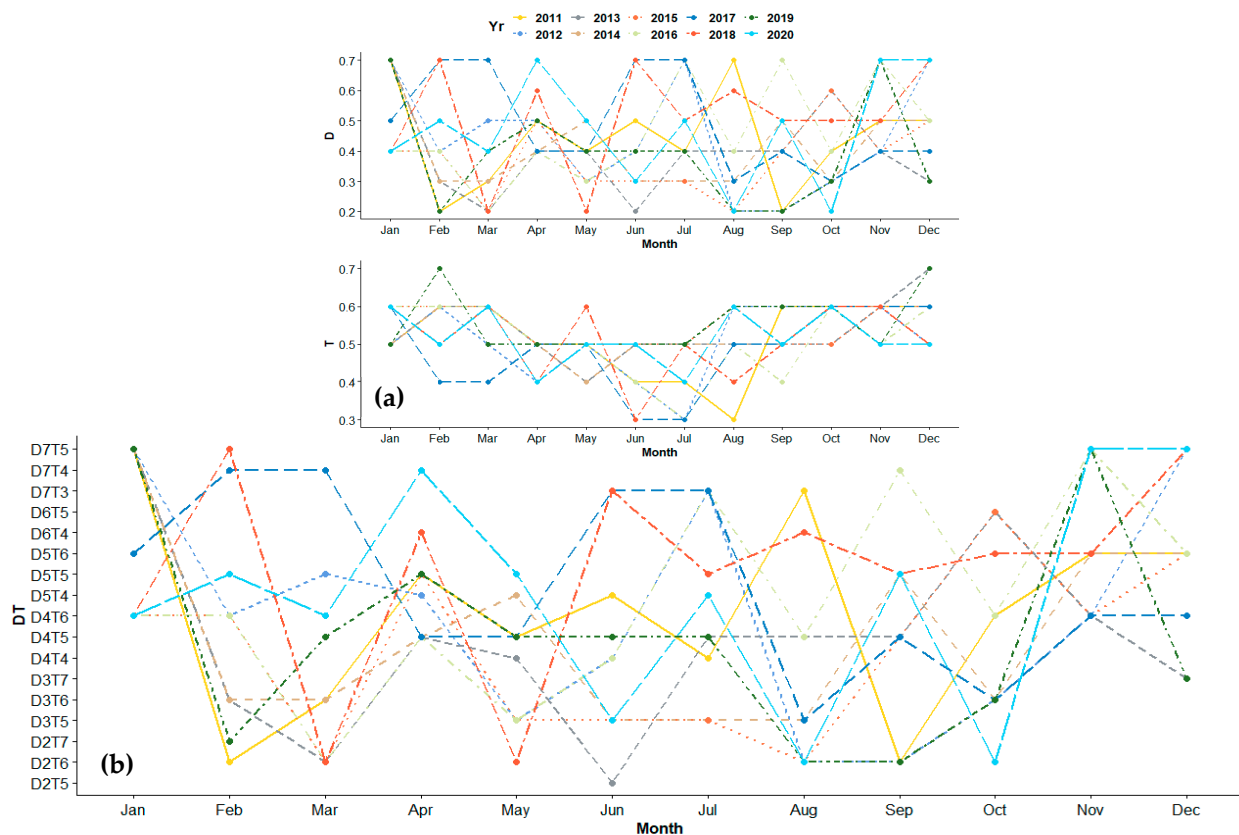 Yr 2011 2013 2015 2017 2019
2012 2014 2016 2018 2020
D
0.7
0.6
0.5
0.4
0.3
0.2
Jan Feb Mar Apr May Jun Jul Aug Sep Oct Nov Dec
Month
T
0.7
0.6
0.5
0.4
0.3
(a)
Jan Feb Mar Apr May Jun Jul Aug Sep Oct Nov Dec
Month
DT
D7T5
D7T4
D7T3
D6T5
D6T4
D5T6
D5T5
D5T4
D4T6
D4T5
D4T4
D3T7
D3T6
D3T5
D2T7
D2T6
D2T5
(b)
Jan Feb Mar Apr May Jun Jul Aug Sep Oct Nov Dec
Month